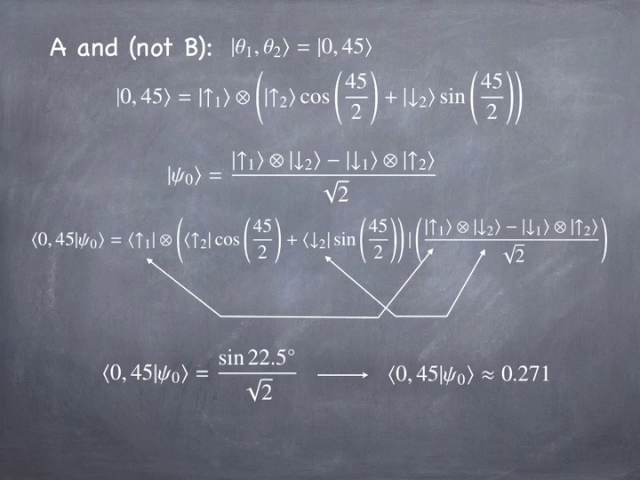 A and (not B): |θ₁, θ₂⟩ = |0, 45⟩
|0, 45⟩ = |↑₁⟩ ⊗ (|↑₂⟩ cos (45/2) + |↓₂⟩ sin (45/2))
|ψ₀⟩ = (|↑₁⟩ ⊗ |↓₂⟩ − |↓₁⟩ ⊗ |↑₂⟩)/√2
⟨0, 45|ψ₀⟩ = ⟨↑₁| ⊗ (⟨↑₂| cos (45/2) + ⟨↓₂| sin (45/2)) | ((|↑₁⟩ ⊗ |↓₂⟩ − |↓₁⟩ ⊗ |↑₂⟩)/√2)
⟨0, 45|ψ₀⟩ = sin 22.5°/√2 ⟶ ⟨0, 45|ψ₀⟩ ≈ 0.271